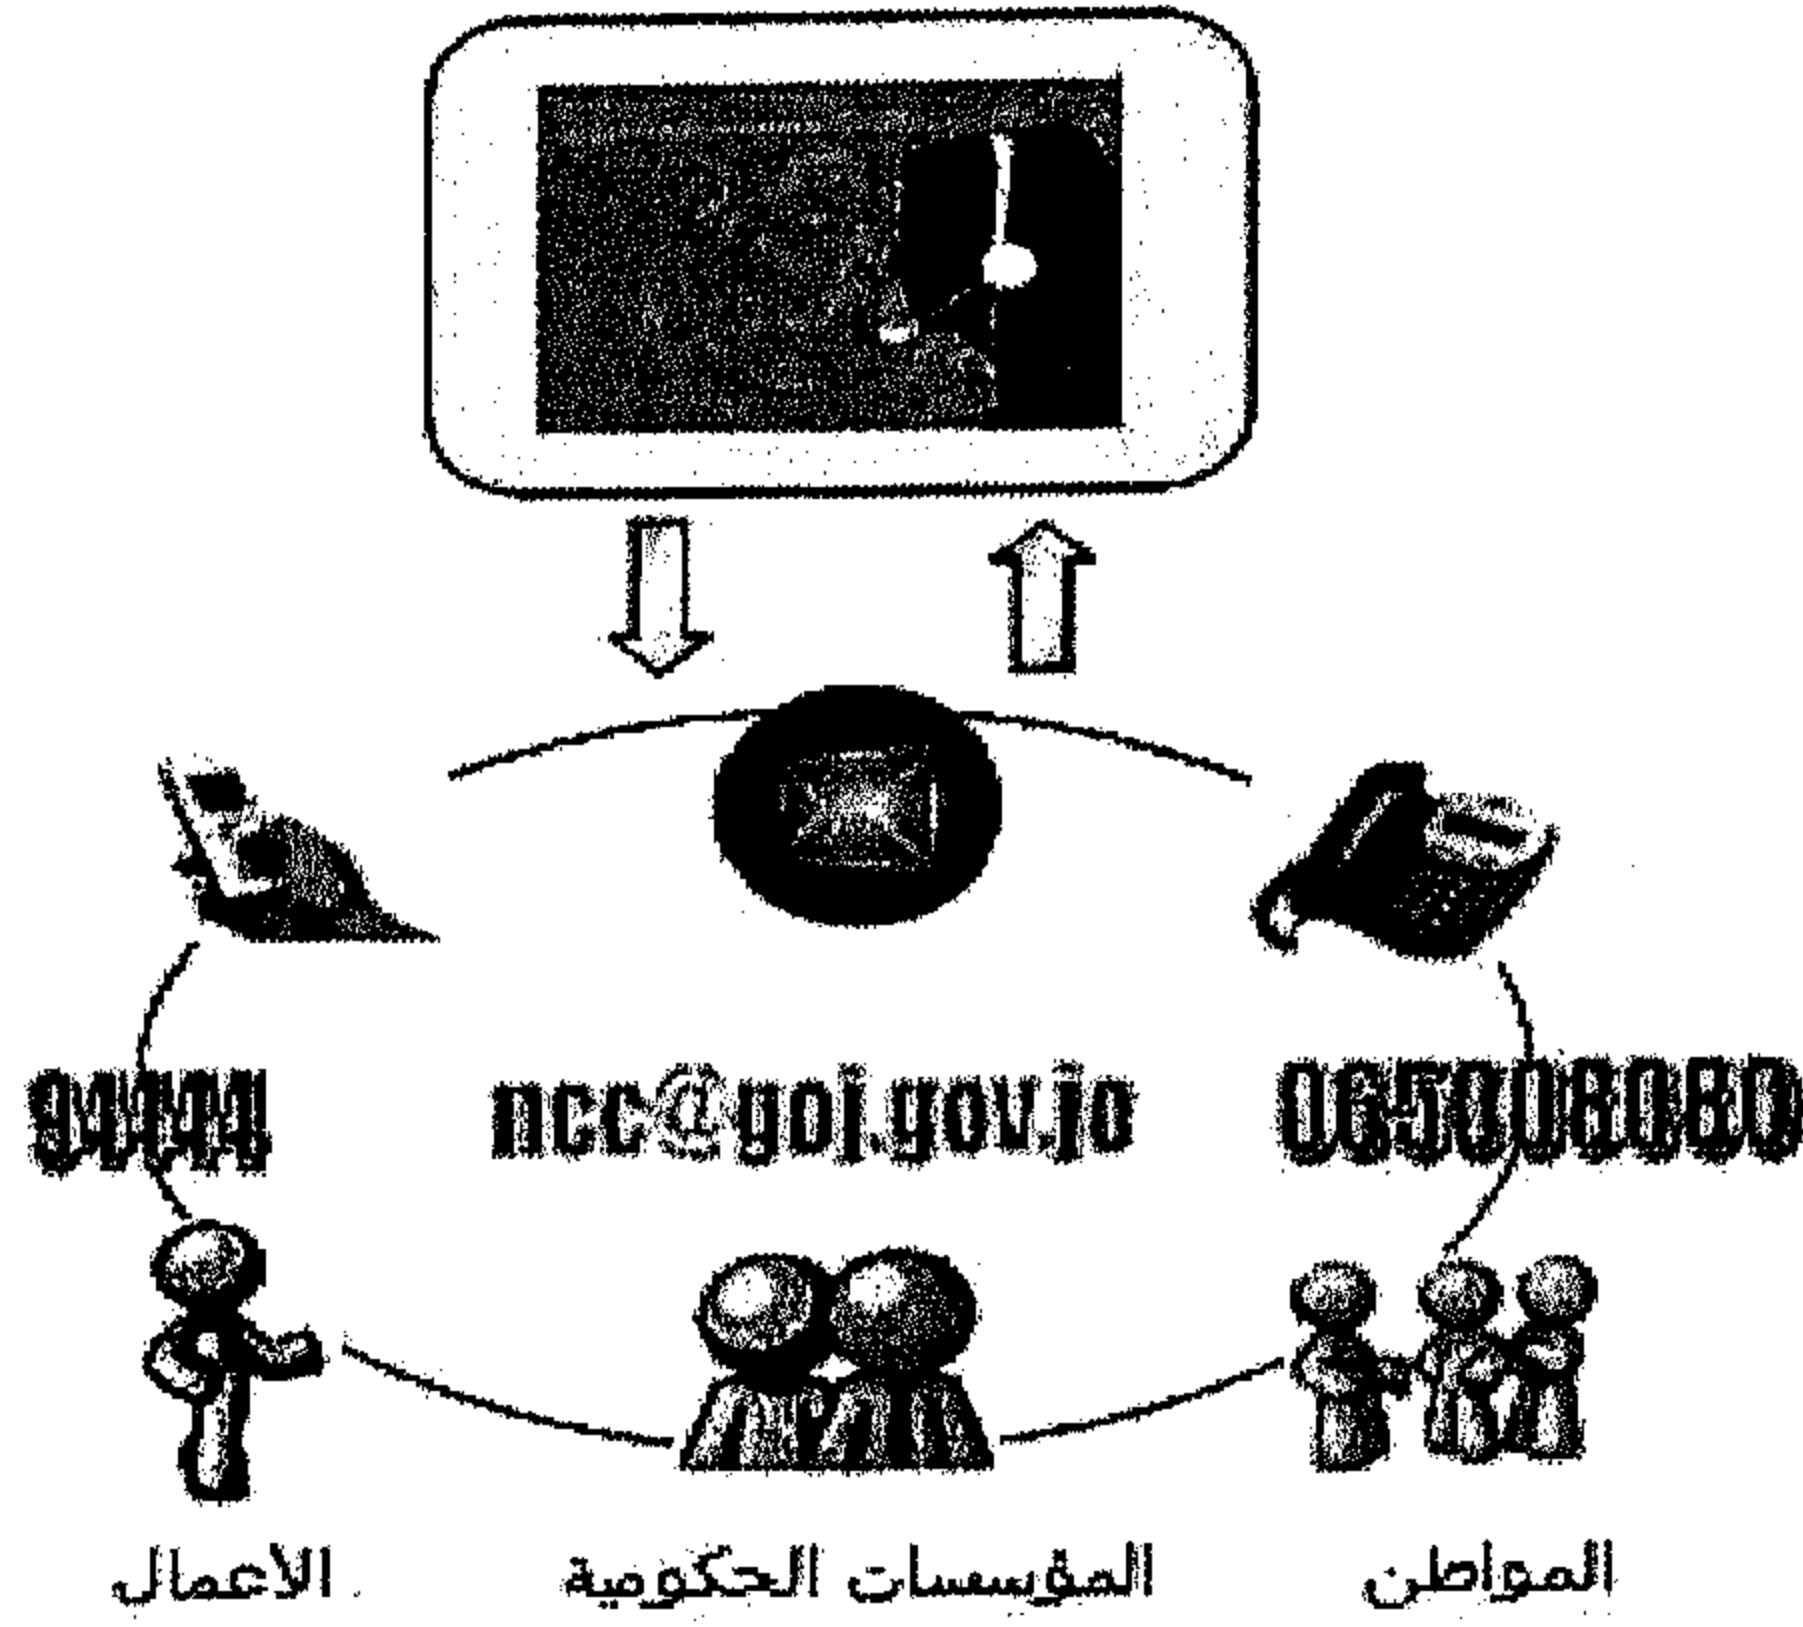 065008080
ncc@goj.gov.jo
94444
المواطن
المؤسسات الحكومية
الاعمال